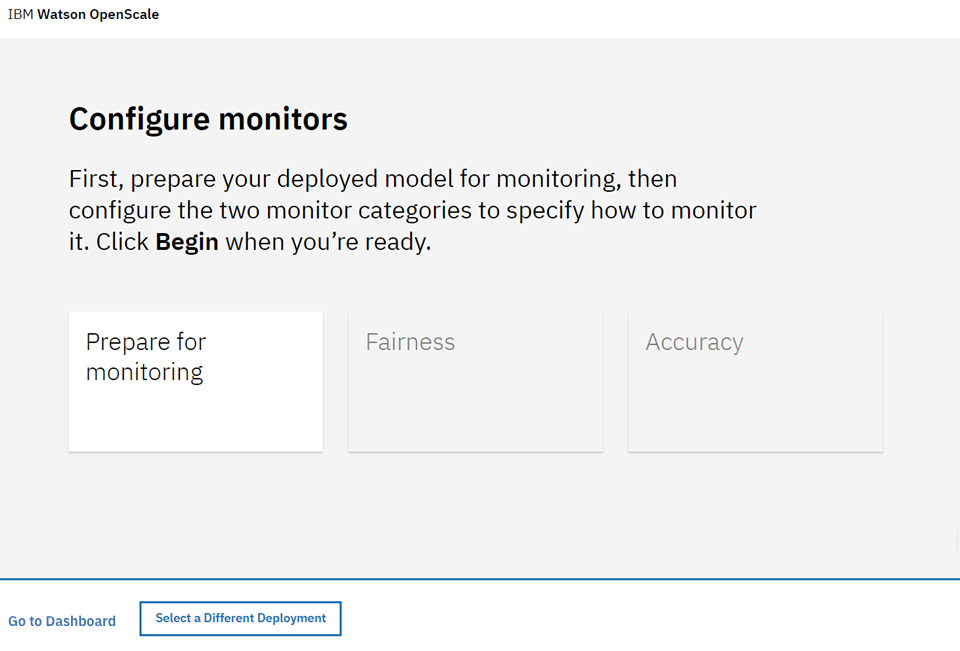 IBM Watson OpenScale
Configure monitors
First, prepare your deployed model for monitoring, then
configure the two monitor categories to specify how to monitor
it. Click Begin when you’re ready.
Prepare for
monitoring
Fairness
Accuracy
Go to Dashboard
Select a Different Deployment